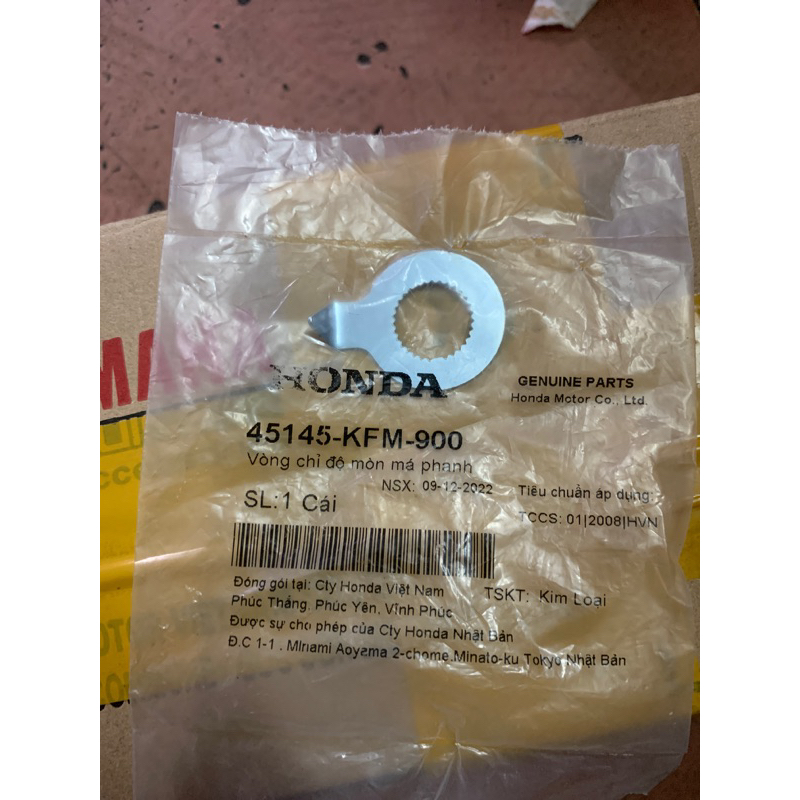 HONDA
GENUINE PARTS
Honda Motor Co., Ltd.
45145-KFM-900
Vòng chỉ độ mòn má phanh
NSX: 09-12-2022
Tiêu chuẩn áp dụng:
SL:1 Cái
TCCS: 01|2008|HVN
Đóng gói tại: Cty Honda Việt Nam
TSKT: Kim Loại
Phúc Thắng, Phúc Yên, Vĩnh Phúc
Được sự cho phép của Cty Honda Nhật Bản
Đ.C 1-1 . Minami Aoyama 2-chome.Minato-ku Tokyo Nhật Bản
MA